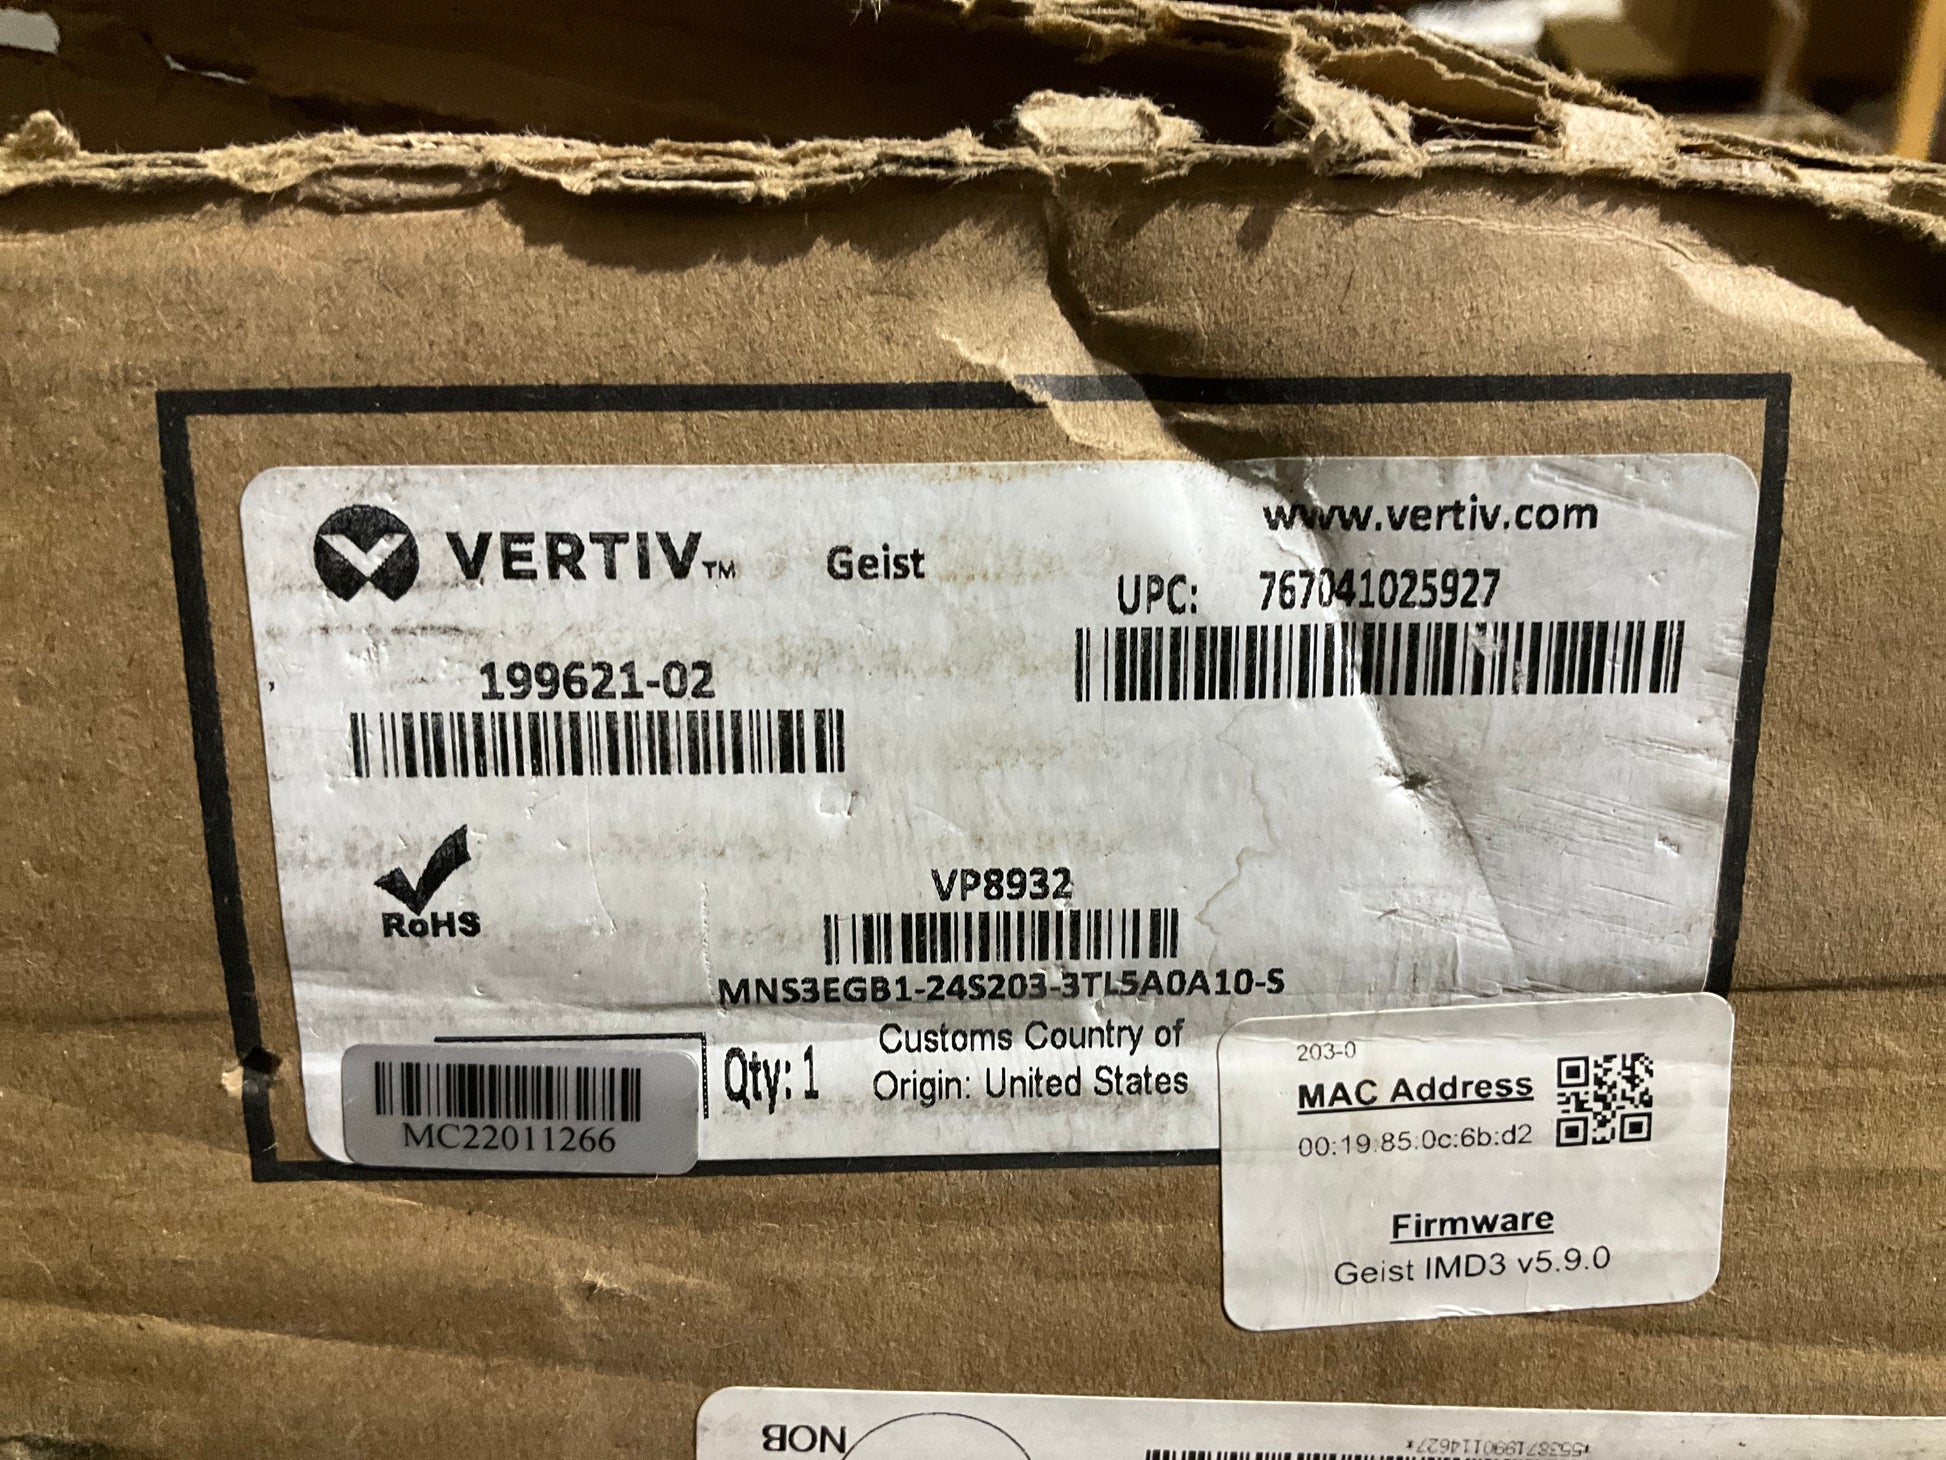 VERTIV™ Geist
www.vertiv.com
UPC: 767041025927
199621-02
RoHS
VP8932
MNS3EGB1-24S203-3TL5A0A10-S
Qty: 1
Customs Country of
Origin: United States
MC22011266
203-0
MAC Address
00:19:85:0c:6b:d2
Firmware
Geist IMD3 v5.9.0
NOB